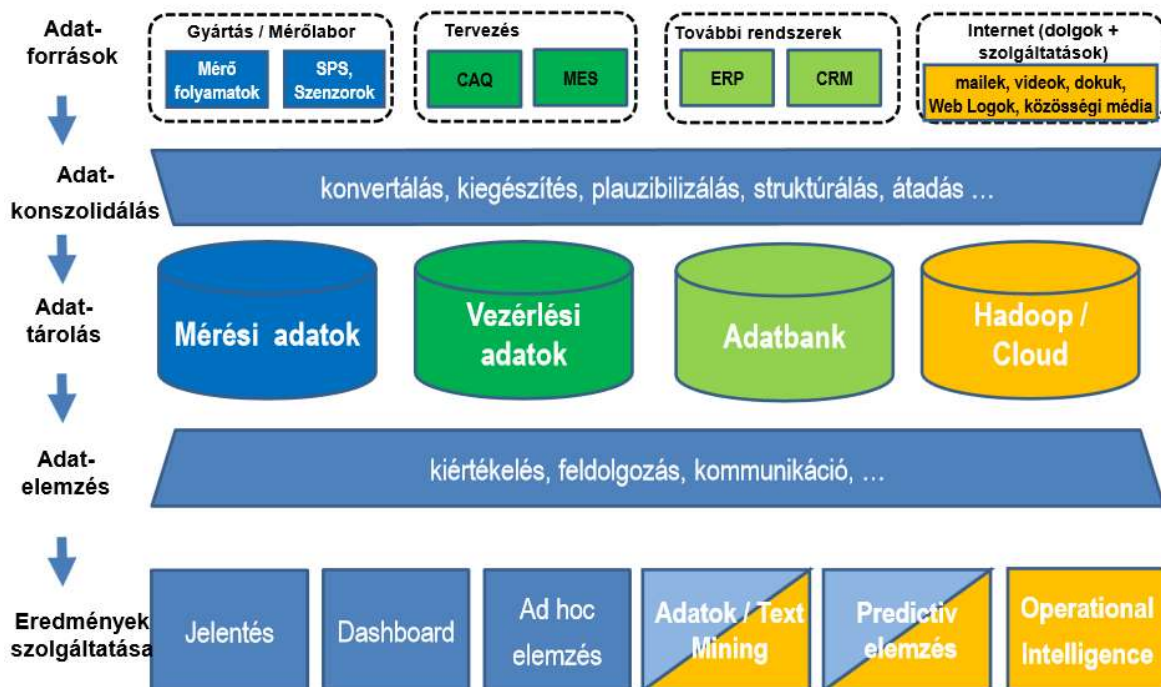 Adat-
források
Gyártás / Mérőlabor
Mérő
folyamatok
SPS,
Szenzorok
Tervezés
CAQ
MES
További rendszerek
ERP
CRM
Internet (dolgok +
szolgáltatások)
mailek, videok, dokuk,
Web Logok, közösségi média
Adat-
konszolidálás
konvertálás, kiegészítés, plauzibilizálás, struktúrálás, átadás ...
Adat-
tárolás
Mérési adatok
Vezérlési
adatok
Adatbank
Hadoop /
Cloud
Adat-
elemzés
kiértékelés, feldolgozás, kommunikáció, ...
Eredmények
szolgáltatása
Jelentés
Dashboard
Ad hoc
elemzés
Adatok / Text
Mining
Predictiv
elemzés
Operational
Intelligence